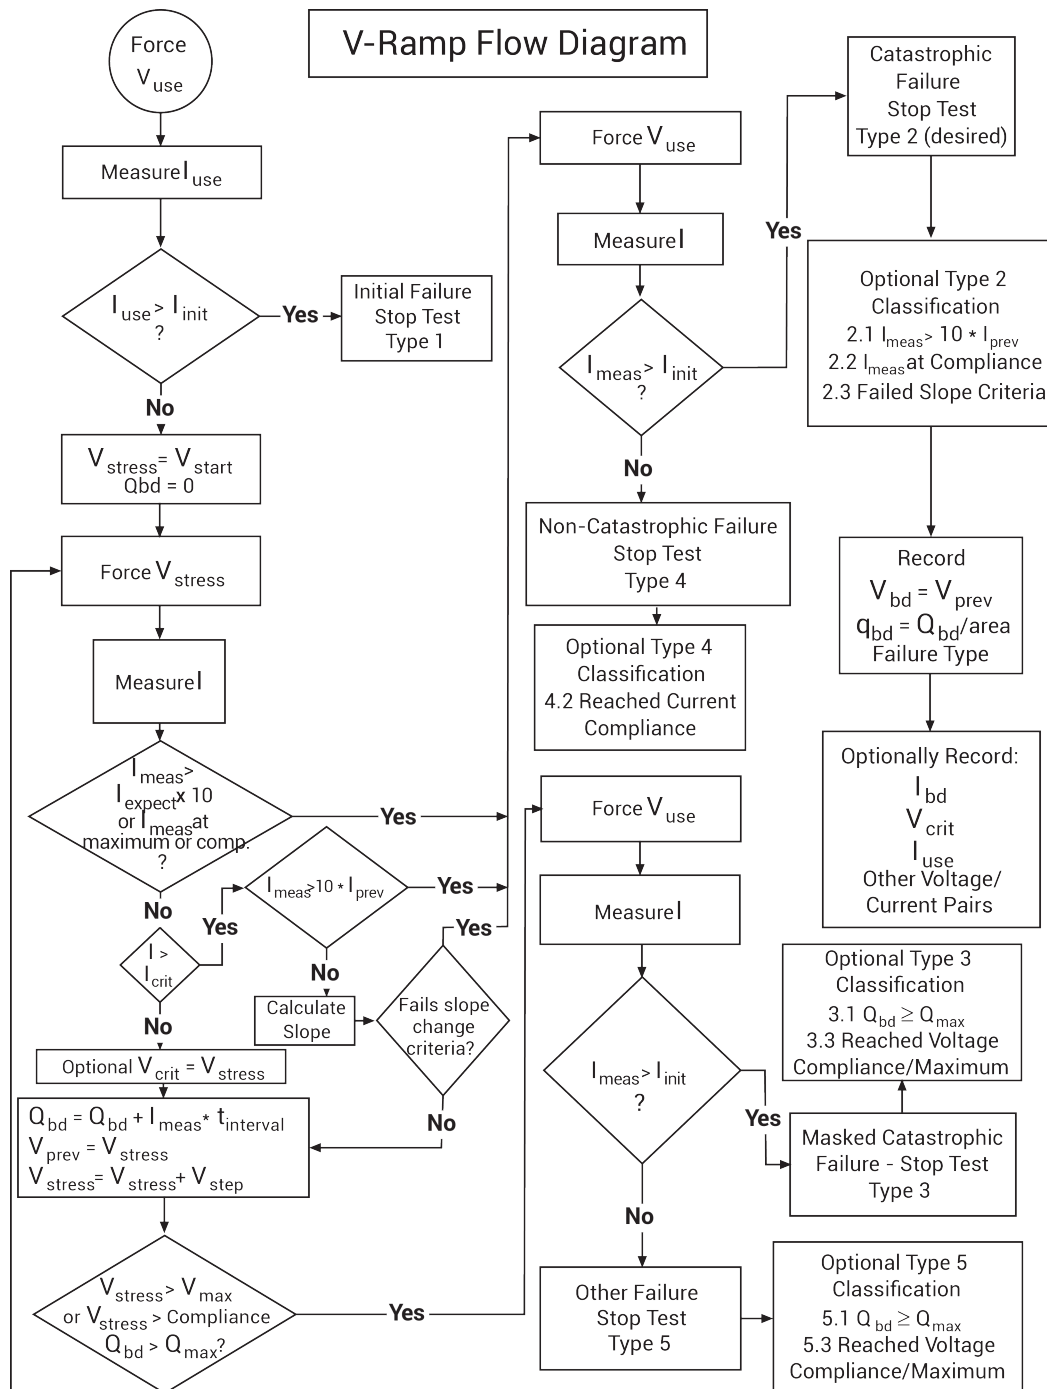 V-Ramp Flow Diagram
Force
V use
Measure I use
I use > I init
?
Yes
Initial Failure
Stop Test
Type 1
No
V stress = V start
Qbd = 0
Force V stress
Measure I
I meas >
I expect x 10
or I meas at
maximum or comp.
?
Yes
No
I >
I crit
Yes
I meas >10 * I prev
Yes
No
Calculate
Slope
Fails slope
change
criteria?
Yes
No
No
Optional V crit = V stress
Q bd = Q bd + I meas * t interval
V prev = V stress
V stress = V stress + V step
V stress > V max
or V stress > Compliance
Q bd > Q max ?
Yes
Force V use
Measure I
I meas > I init
?
Yes
No
Non-Catastrophic Failure
Stop Test
Type 4
Optional Type 4
Classification
4.2 Reached Current
Compliance
Catastrophic
Failure
Stop Test
Type 2 (desired)
Optional Type 2
Classification
2.1 I meas > 10 * I prev
2.2 I meas at Compliance
2.3 Failed Slope Criteria
Record
V bd = V prev
q bd = Q bd /area
Failure Type
Optionally Record:
I bd
V crit
I use
Other Voltage/
Current Pairs
Force V use
Measure I
I meas > I init
?
Yes
No
Masked Catastrophic
Failure - Stop Test
Type 3
Optional Type 3
Classification
3.1 Q bd ≥ Q max
3.3 Reached Voltage
Compliance/Maximum
Other Failure
Stop Test
Type 5
Optional Type 5
Classification
5.1 Q bd ≥ Q max
5.3 Reached Voltage
Compliance/Maximum